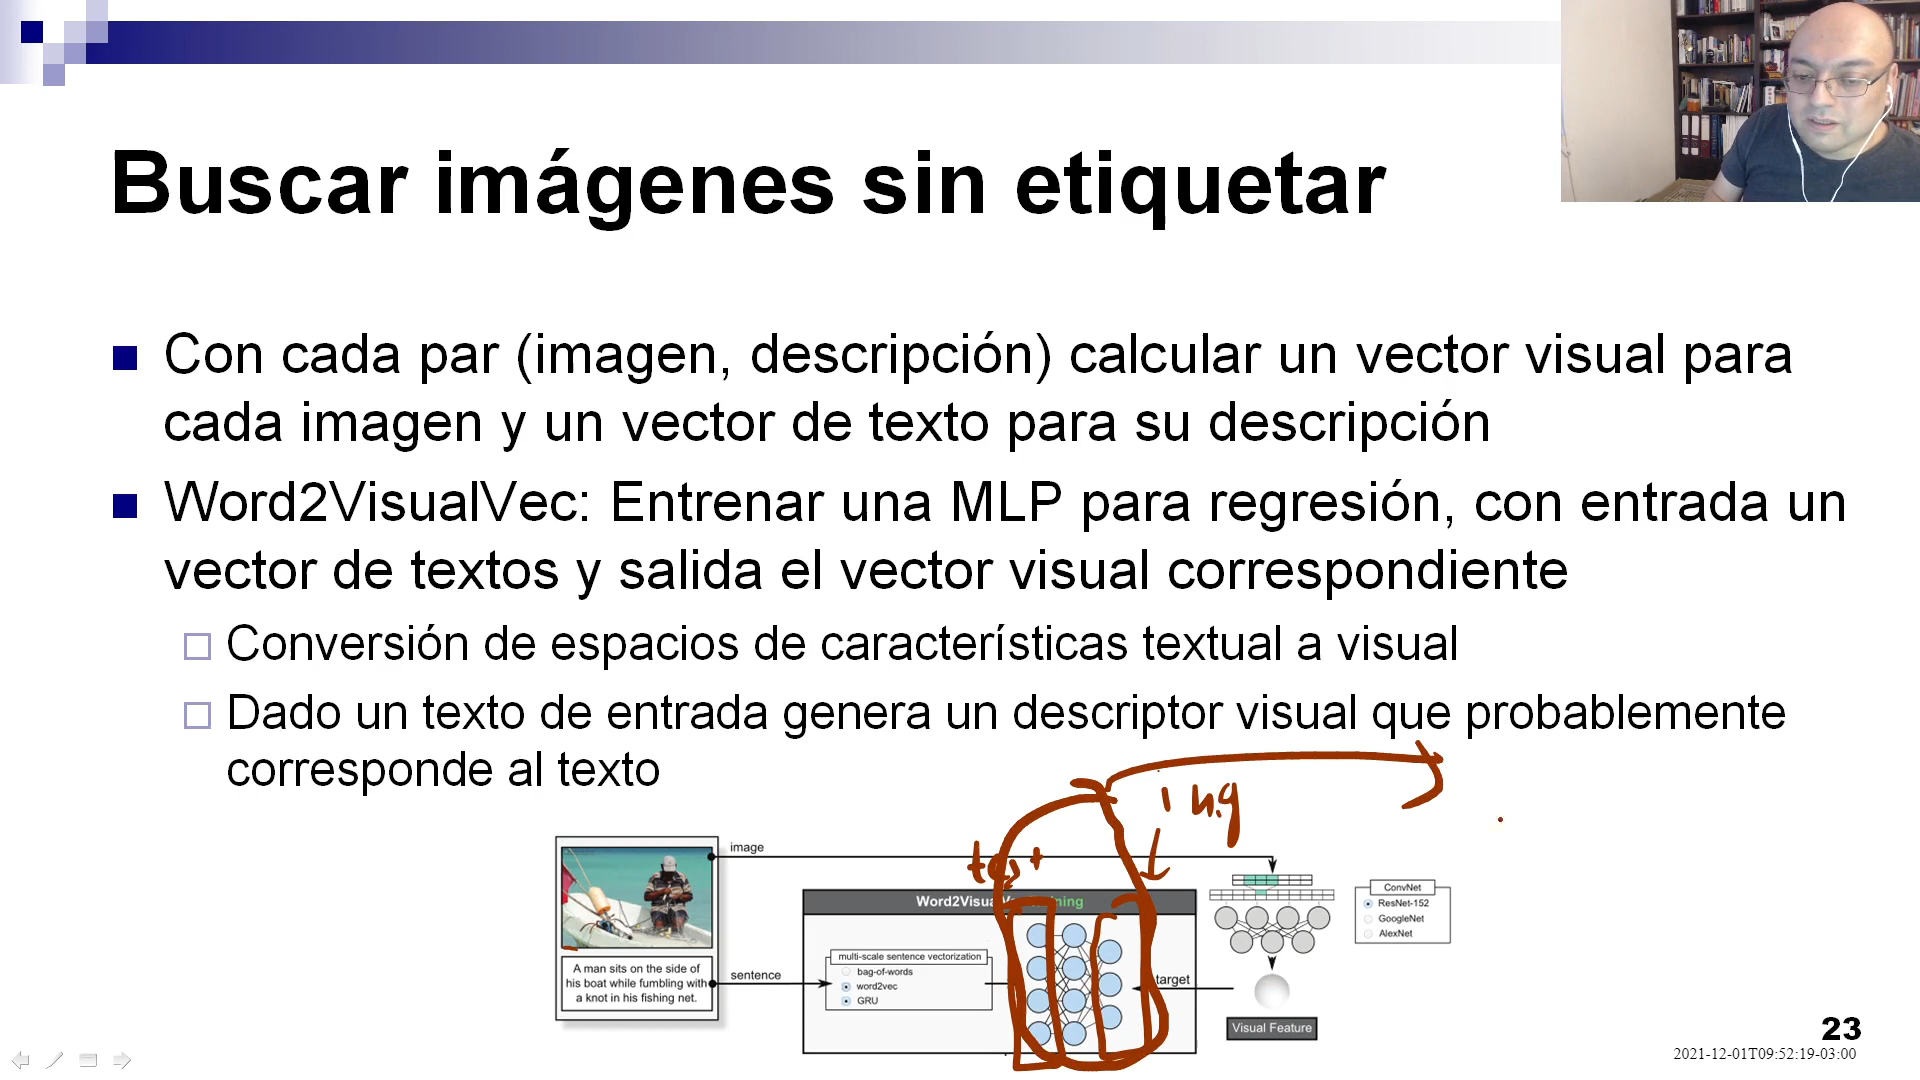 Buscar imágenes sin etiquetar
Con cada par (imagen, descripción) calcular un vector visual para
cada imagen y un vector de texto para su descripción
Word2VisualVec: Entrenar una MLP para regresión, con entrada un
vector de textos y salida el vector visual correspondiente
Conversión de espacios de características textual a visual
Dado un texto de entrada genera un descriptor visual que probablemente
corresponde al texto
image
A man sits on the side of
his boat while fumbling with
a knot in his fishing net.
sentence
multi-scale sentence vectorization
bag-of-words
word2vec
GRU
target
ConvNet
ResNet-152
GoogleNet
AlexNet
Visual Feature
23
2021-12-01T09:52:19-03:00